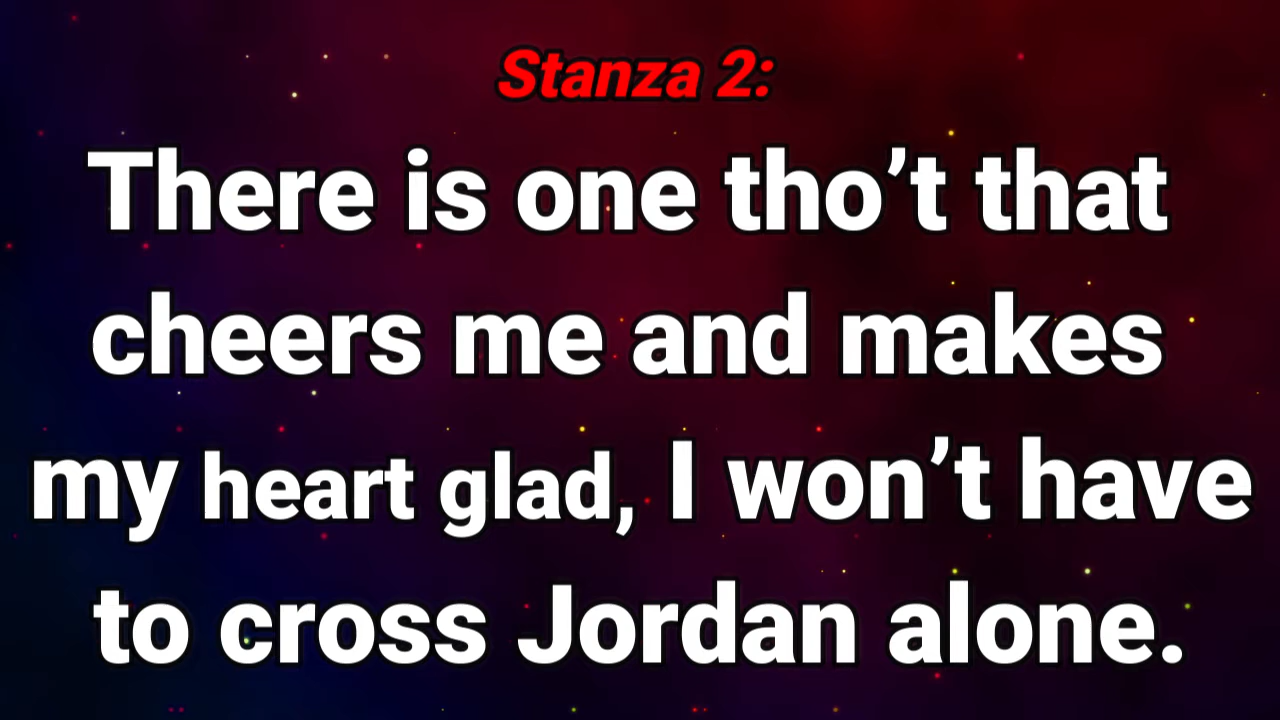 Stanza 2:
There is one tho’t that
cheers me and makes
my heart glad, I won’t have
to cross Jordan alone.